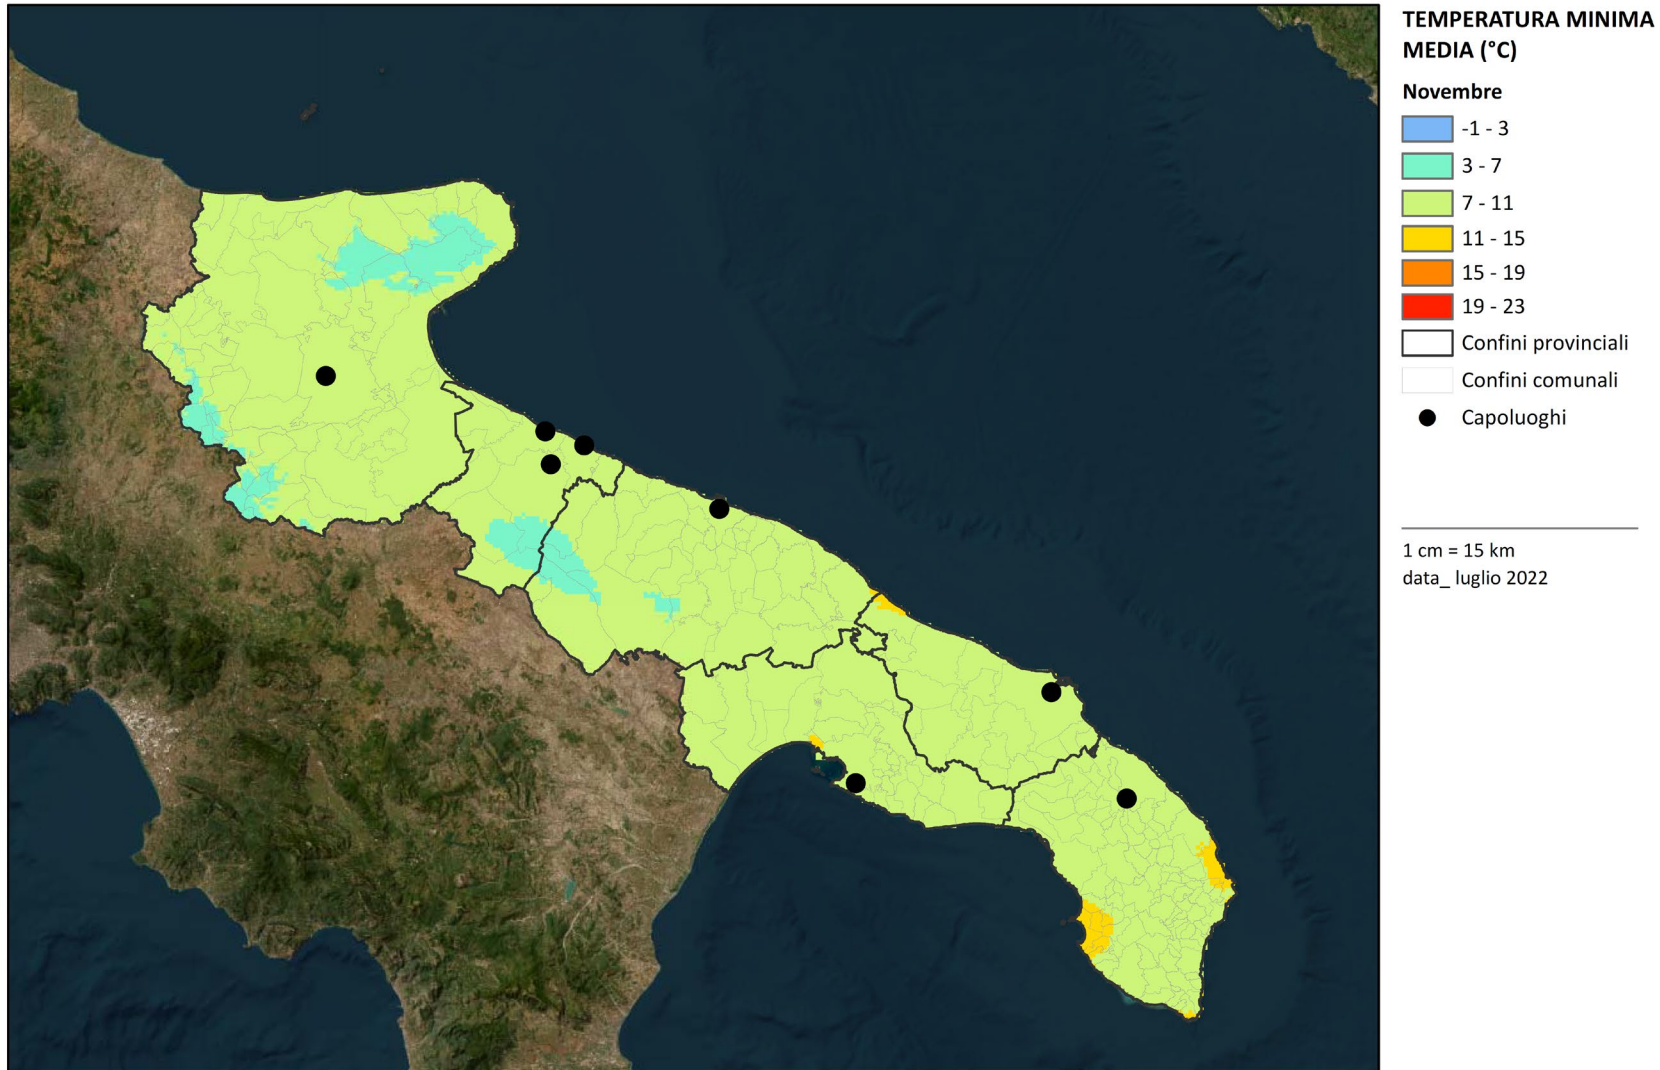 TEMPERATURA MINIMA
MEDIA (°C)
Novembre
-1 - 3
3 - 7
7 - 11
11 - 15
15 - 19
19 - 23
Confini provinciali
Confini comunali
Capoluoghi
1 cm = 15 km
data_ luglio 2022